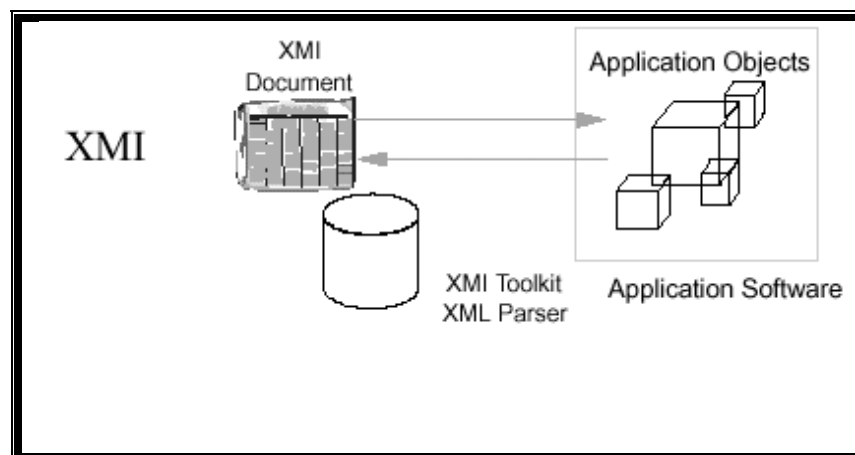 XMI
Document
Application Objects
XMI
XMI Toolkit
XML Parser
Application Software